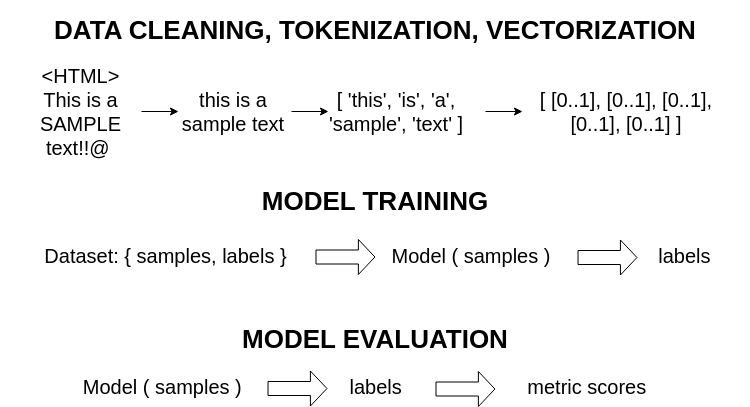 DATA CLEANING, TOKENIZATION, VECTORIZATION
<HTML>
This is a
SAMPLE
text!!@
this is a
sample text
[ 'this', 'is', 'a',
'sample', 'text' ]
[ [0..1], [0..1], [0..1],
[0..1], [0..1] ]
MODEL TRAINING
Dataset: { samples, labels }
Model ( samples )
labels
MODEL EVALUATION
Model ( samples )
labels
metric scores